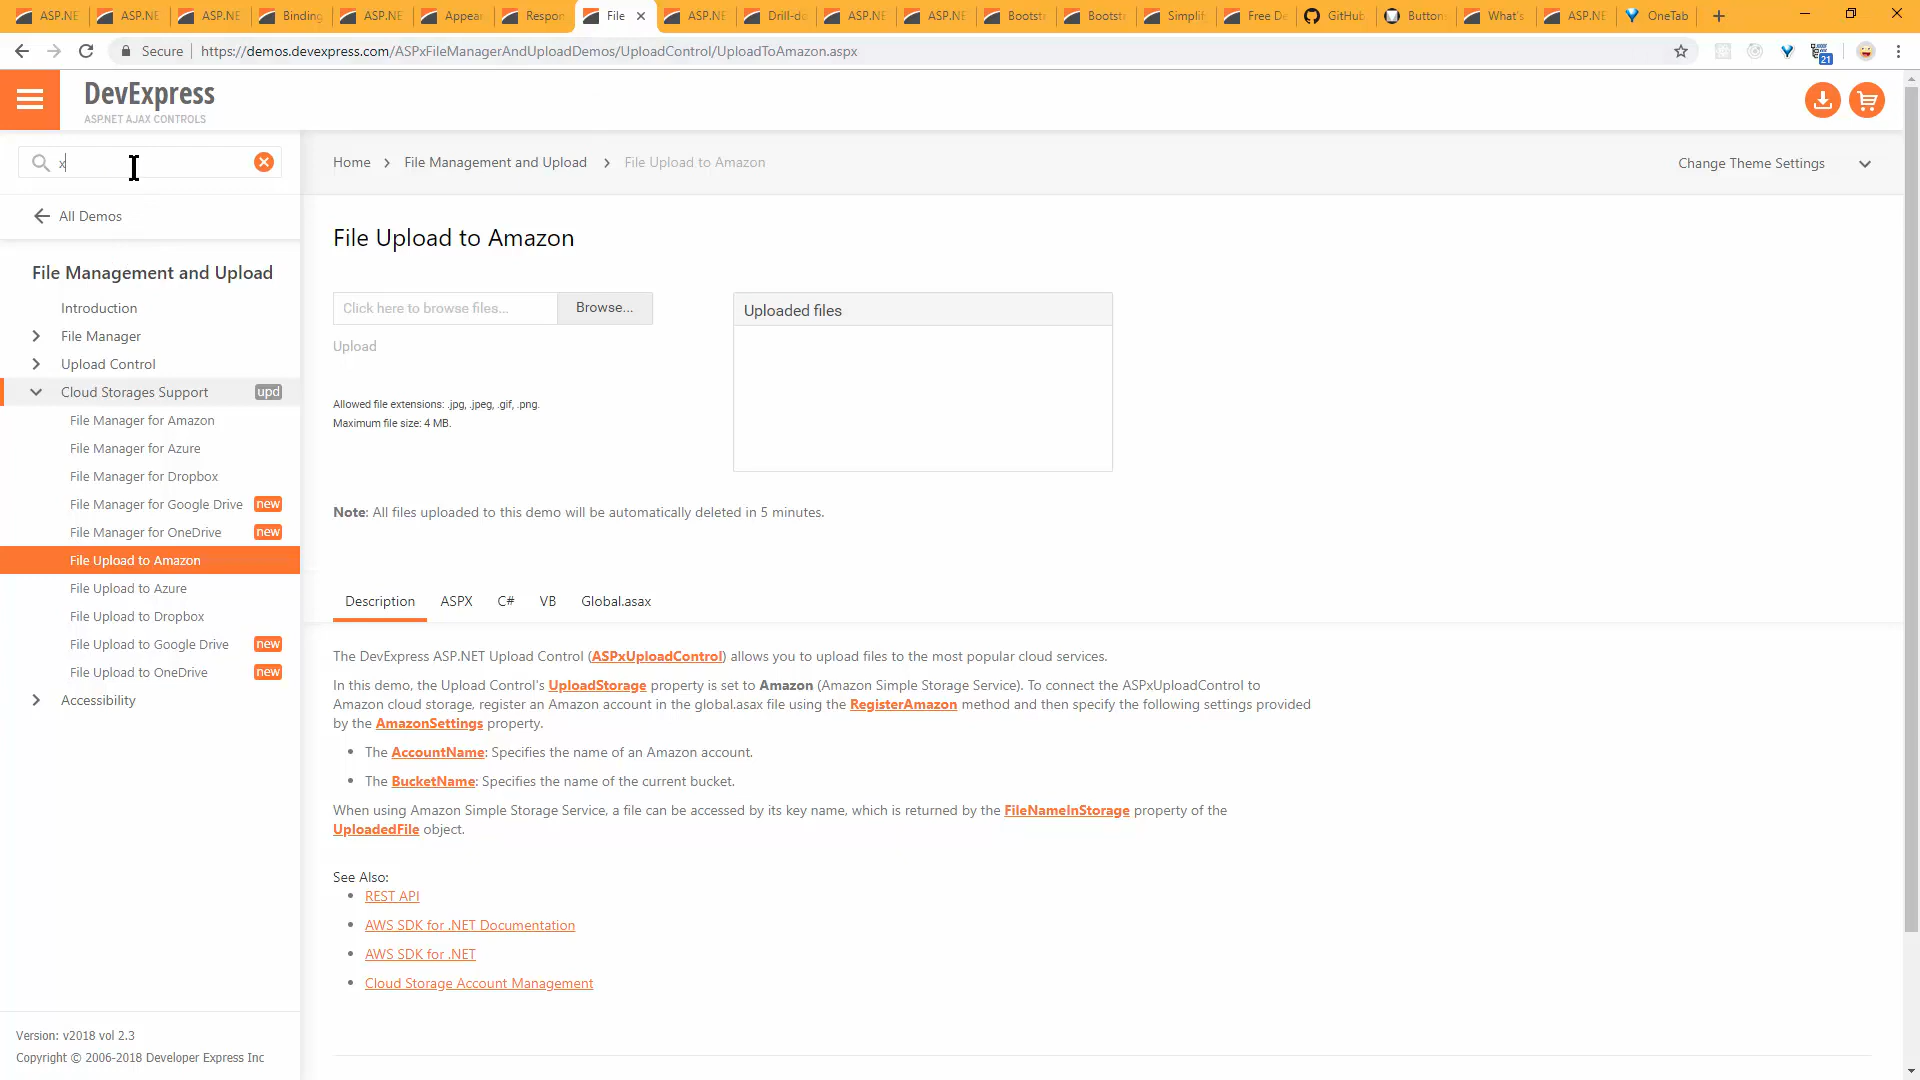 ASP.NE
ASP.NE
ASP.NE
Binding
ASP.NE
Appear
Respon
File
ASP.NE
Drill-do
ASP.NE
ASP.NE
Bootst
Bootst
Simplif
Free De
GitHub
Button
What's
ASP.NE
OneTab
Secure
https://demos.devexpress.com/ASPxFileManagerAndUploadDemos/UploadControl/UploadToAmazon.aspx
21
DevExpress
ASP.NET AJAX CONTROLS
x
Home
File Management and Upload
File Upload to Amazon
Change Theme Settings
All Demos
File Management and Upload
Introduction
File Manager
Upload Control
Cloud Storages Support upd
File Manager for Amazon
File Manager for Azure
File Manager for Dropbox
File Manager for Google Drive new
File Manager for OneDrive new
File Upload to Amazon
File Upload to Azure
File Upload to Dropbox
File Upload to Google Drive new
File Upload to OneDrive new
Accessibility
Version: v2018 vol 2.3
Copyright © 2006-2018 Developer Express Inc
File Upload to Amazon
Click here to browse files...
Browse...
Upload
Allowed file extensions: .jpg, .jpeg, .gif, .png.
Maximum file size: 4 MB.
Uploaded files
Note: All files uploaded to this demo will be automatically deleted in 5 minutes.
Description ASPX C# VB Global.asax
The DevExpress ASP.NET Upload Control (ASPxUploadControl) allows you to upload files to the most popular cloud services.
In this demo, the Upload Control's UploadStorage property is set to Amazon (Amazon Simple Storage Service). To connect the ASPxUploadControl to
Amazon cloud storage, register an Amazon account in the global.asax file using the RegisterAmazon method and then specify the following settings provided
by the AmazonSettings property.
• The AccountName: Specifies the name of an Amazon account.
• The BucketName: Specifies the name of the current bucket.
When using Amazon Simple Storage Service, a file can be accessed by its key name, which is returned by the FileNameInStorage property of the
UploadedFile object.
See Also:
• REST API
• AWS SDK for .NET Documentation
• AWS SDK for .NET
• Cloud Storage Account Management